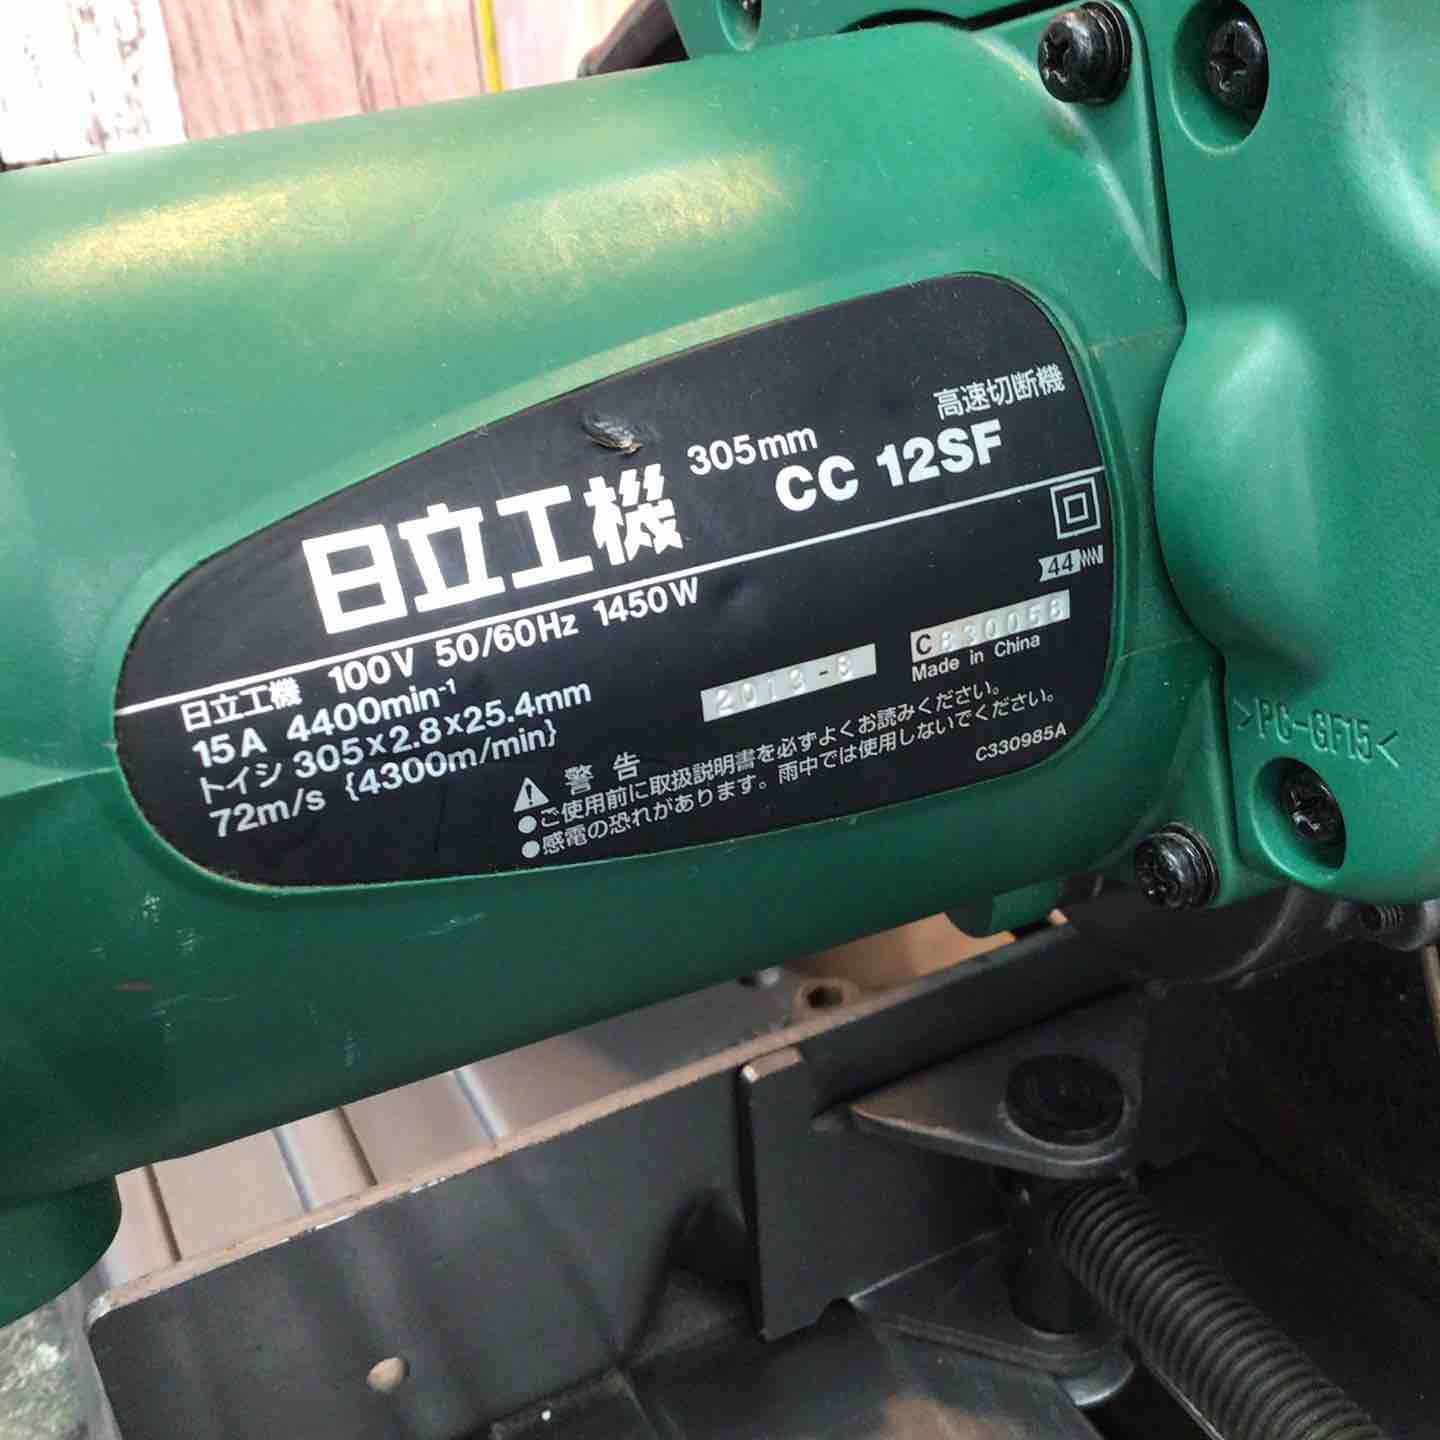 高速切断機
305mm
CC 12SF
日立工機
44
日立工機 100V 50/60Hz 1450W
15A 4400min⁻¹
トイシ 305×2.8×25.4mm
72m/s {4300m/min}
2013-8
C830058
Made in China
警告
●ご使用前に取扱説明書を必ずよくお読みください。
●感電の恐れがあります。雨中では使用しないでください。
C330985A
>PC-GF15<